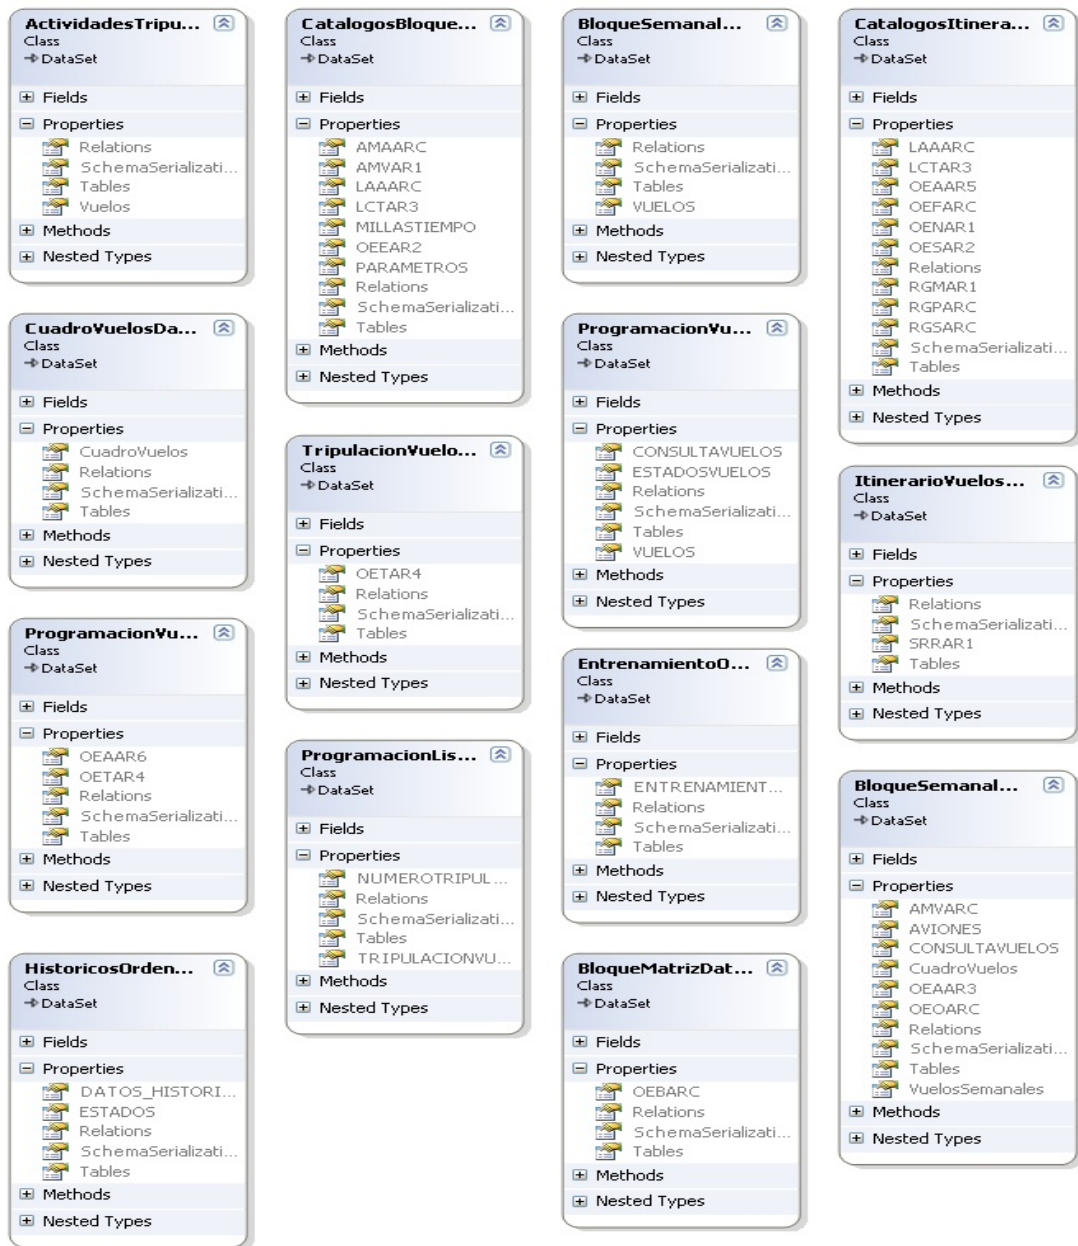 ActividadesTripu...
Class
DataSet
Fields
Properties
Relations
SchemaSerializati...
Tables
Vuelos
Methods
Nested Types
CuadroVuelosDa...
Class
DataSet
Fields
Properties
CuadroVuelos
Relations
SchemaSerializati...
Tables
Methods
Nested Types
ProgramacionVu...
Class
DataSet
Fields
Properties
OEAAR6
OETAR4
Relations
SchemaSerializati...
Tables
Methods
Nested Types
HistoricosOrden...
Class
DataSet
Fields
Properties
DATOS_HISTORI...
ESTADOS
Relations
SchemaSerializati...
Tables
Methods
Nested Types
CatalogosBloque...
Class
DataSet
Fields
Properties
AMAARC
AMVAR1
LAAARC
LCTAR3
MILLASTIEMPO
OEEAR2
PARAMETROS
Relations
SchemaSerializati...
Tables
Methods
Nested Types
TripulacionVuelo...
Class
DataSet
Fields
Properties
OETAR4
Relations
SchemaSerializati...
Tables
Methods
Nested Types
ProgramacionLis...
Class
DataSet
Fields
Properties
NUMEROTRIPUL...
Relations
SchemaSerializati...
Tables
TRIPULACIONVU...
Methods
Nested Types
BloqueSemanal...
Class
DataSet
Fields
Properties
Relations
SchemaSerializati...
Tables
VUELOS
Methods
Nested Types
ProgramacionVu...
Class
DataSet
Fields
Properties
CONSULTAVUELOS
ESTADOSVUELOS
Relations
SchemaSerializati...
Tables
VUELOS
Methods
Nested Types
EntrenamientoO...
Class
DataSet
Fields
Properties
ENTRENAMIENT...
Relations
SchemaSerializati...
Tables
Methods
Nested Types
BloqueMatrizDat...
Class
DataSet
Fields
Properties
OEBARC
Relations
SchemaSerializati...
Tables
Methods
Nested Types
CatalogosItinera...
Class
DataSet
Fields
Properties
LAAARC
LCTAR3
OEAAR5
OEFARC
OENAR1
OESAR2
Relations
RGMAR1
RGPARC
RGSARC
SchemaSerializati...
Tables
Methods
Nested Types
ItinerarioVuelos...
Class
DataSet
Fields
Properties
Relations
SchemaSerializati...
SRRAR1
Tables
Methods
Nested Types
BloqueSemanal...
Class
DataSet
Fields
Properties
AMVARC
AVIONES
CONSULTAVUELOS
CuadroVuelos
OEAAR3
OEOARC
Relations
SchemaSerializati...
Tables
VuelosSemanales
Methods
Nested Types